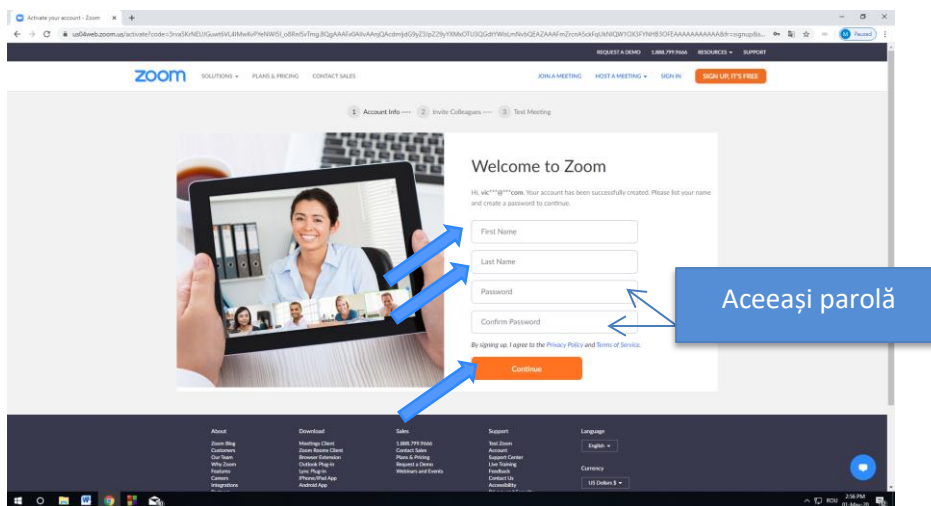 Activate your account - Zoom
REQUEST A DEMO 1.888.799.9666 RESOURCES SUPPORT
zoom SOLUTIONS PLANS & PRICING CONTACT SALES JOIN A MEETING HOST A MEETING SIGN IN SIGN UP, IT'S FREE
1 Account Info 2 Invite Colleagues 3 Test Meeting
Welcome to Zoom
Hi, vic***@***com. Your account has been successfully created. Please list your name
and create a password to continue.
First Name
Last Name
Password
Confirm Password
Aceeași parolă
By signing up, I agree to the Privacy Policy and Terms of Service.
Continue
About
Zoom Blog
Customers
Our Team
Why Zoom
Features
Careers
Integrations
Download
Meetings Client
Zoom Rooms Client
Browser Extension
Outlook Plug-in
Lync Plug-in
iPhone/iPad App
Android App
Sales
1.888.799.9666
Contact Sales
Plans & Pricing
Request a Demo
Webinars and Events
Support
Test Zoom
Account
Support Center
Live Training
Feedback
Contact Us
Accessibility
Language
English
Currency
US Dollars $
ROU
2:56 PM
01-May-20